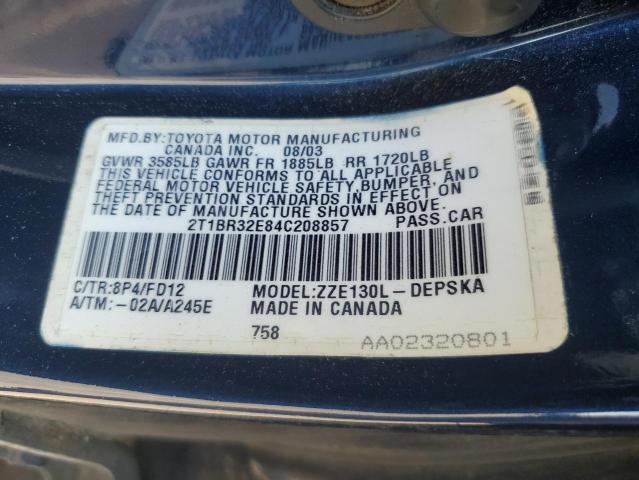 MFD.BY:TOYOTA MOTOR MANUFACTURING
CANADA INC. 08/03
GVWR 3585LB GAWR FR 1885LB RR 1720LB
THIS VEHICLE CONFORMS TO ALL APPLICABLE
FEDERAL MOTOR VEHICLE SAFETY,BUMPER, AND
THEFT PREVENTION STANDARDS IN EFFECT ON
THE DATE OF MANUFACTURE SHOWN ABOVE.
2T1BR32E84C208857 PASS.CAR
C/TR:8P4/FD12 MODEL:ZZE130L-DEPSKA
A/TM:-02A/A245E MADE IN CANADA
758
AA02320801